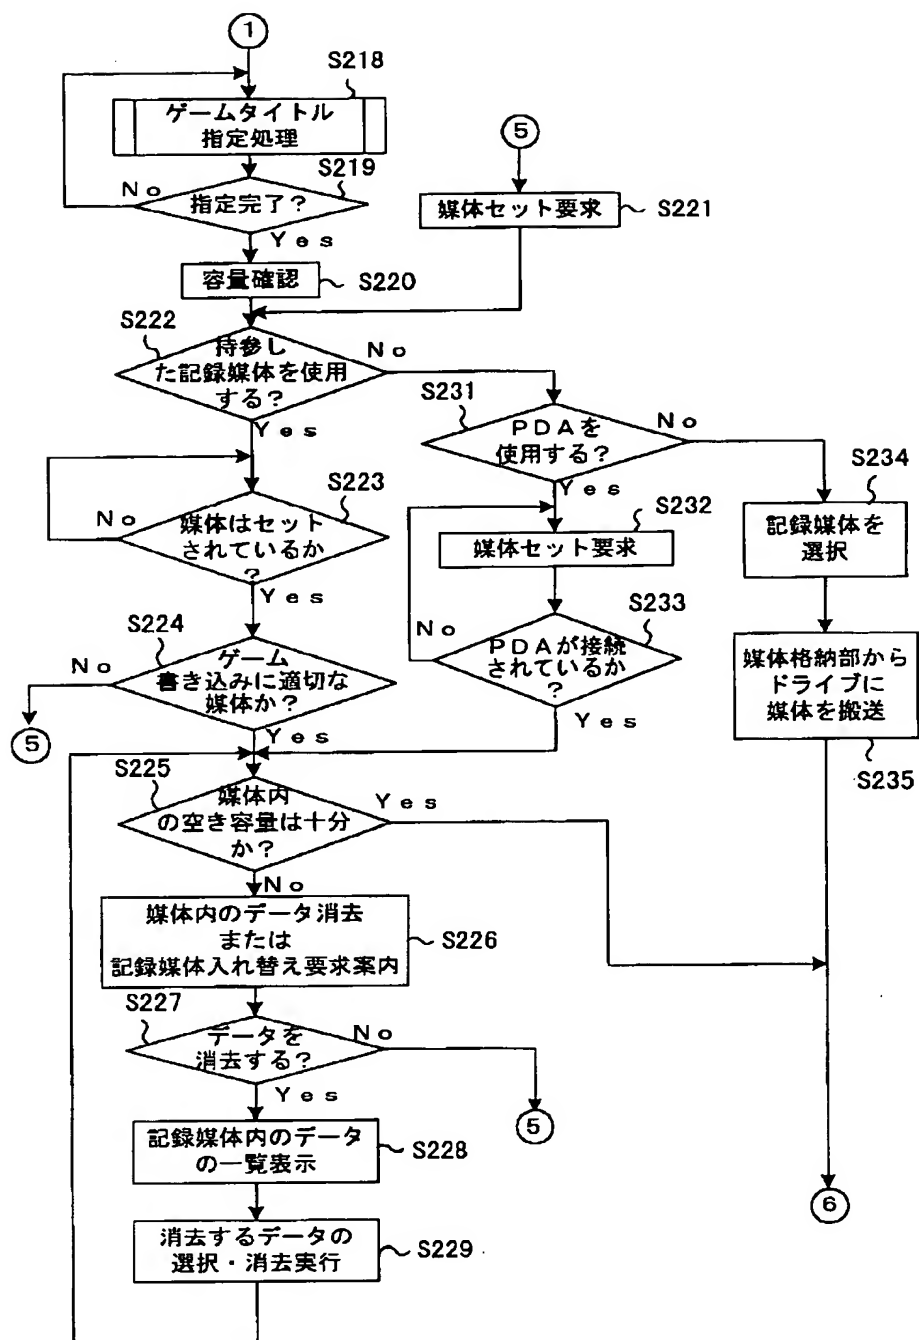 1
S218
ゲームタイトル
指定処理
S219
No
指定完了?
Yes
5
媒体セット要求
S221
容量確認
S220
S222
持参し
た記録媒体を使用
する?
No
Yes
S231
PDAを
使用する?
No
Yes
S223
No
媒体はセット
されているか
?
Yes
S232
媒体セット要求
S234
記録媒体を
選択
S233
No
PDAが接続
されているか
?
Yes
媒体格納部から
ドライブに
媒体を搬送
S235
S224
No
ゲーム
書き込みに適切な
媒体か?
5
Yes
S225
媒体内
の空き容量は十分
か?
Yes
No
媒体内のデータ消去
または
記録媒体入れ替え要求案内
S226
S227
データを
消去する?
No
Yes
5
記録媒体内のデータ
の一覧表示
S228
6
消去するデータの
選択・消去実行
S229